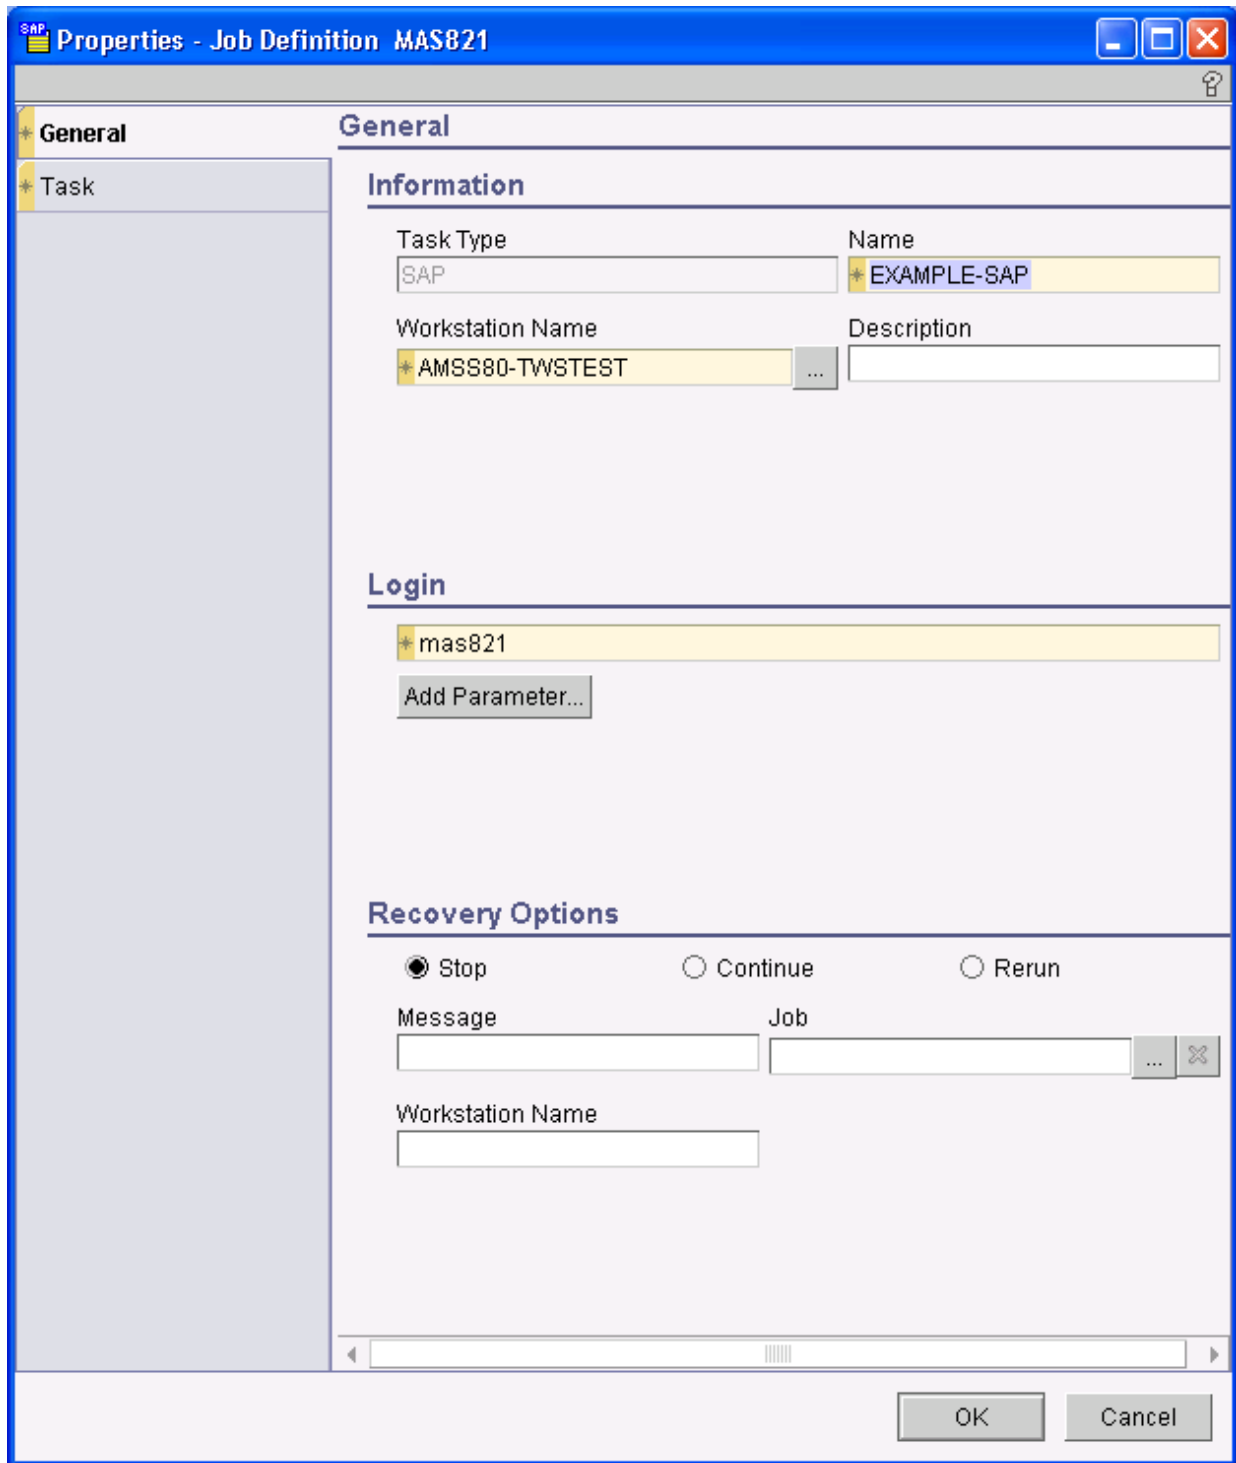 SAP
Properties - Job Definition MAS821
General
Task
General
Information
Task Type
Name
SAP
EXAMPLE-SAP
Workstation Name
Description
AMSS80-TWSTEST
...
Login
mas821
Add Parameter...
Recovery Options
Stop
Continue
Rerun
Message
Job
...
Workstation Name
OK
Cancel